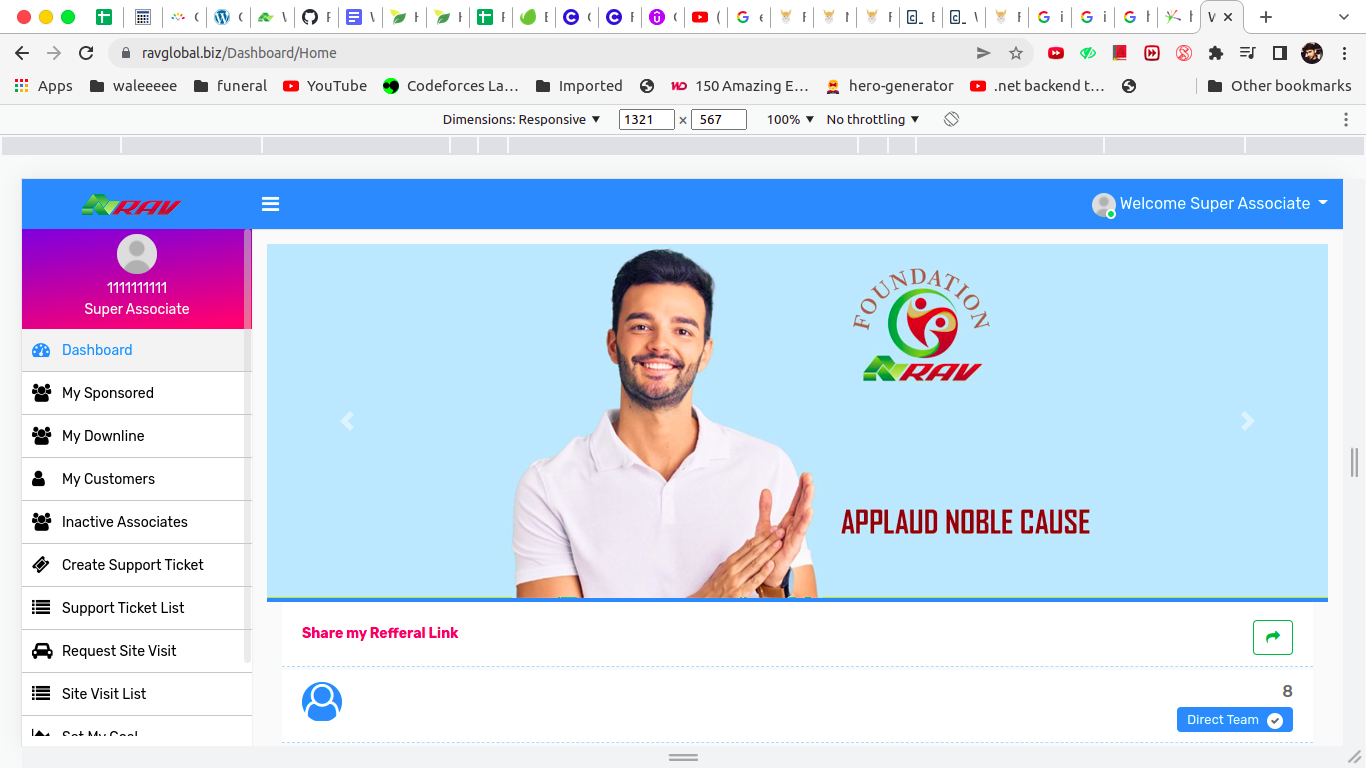 ravglobal.biz/Dashboard/Home
Apps
waleeeee
funeral
YouTube
Codeforces La…
Imported
150 Amazing E…
hero-generator
.net backend t…
Other bookmarks
Dimensions: Responsive
1321
×
567
100%
No throttling
RAV
Welcome Super Associate
1111111111
Super Associate
Dashboard
My Sponsored
My Downline
My Customers
Inactive Associates
Create Support Ticket
Support Ticket List
Request Site Visit
Site Visit List
Set My Goal
FOUNDATION
RAV
APPLAUD NOBLE CAUSE
Share my Refferal Link
8
Direct Team